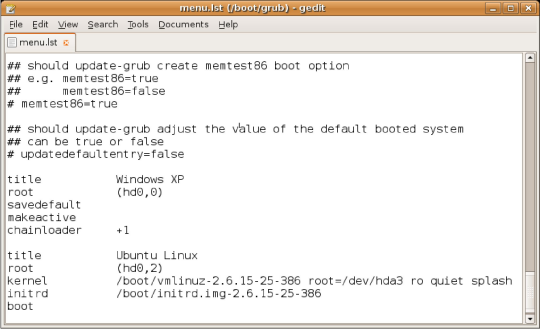 menu.lst (/boot/grub) - gedit
File Edit View Search Tools Documents Help
menu.lst
## should update-grub create memtest86 boot option
## e.g. memtest86=true
##      memtest86=false
# memtest86=true
## should update-grub adjust the value of the default booted system
## can be true or false
# updatedefaultentry=false
title Windows XP
root (hd0,0)
savedefault
makeactive
chainloader +1
title Ubuntu Linux
root (hd0,2)
kernel /boot/vmlinuz-2.6.15-25-386 root=/dev/hda3 ro quiet splash
initrd /boot/initrd.img-2.6.15-25-386
boot